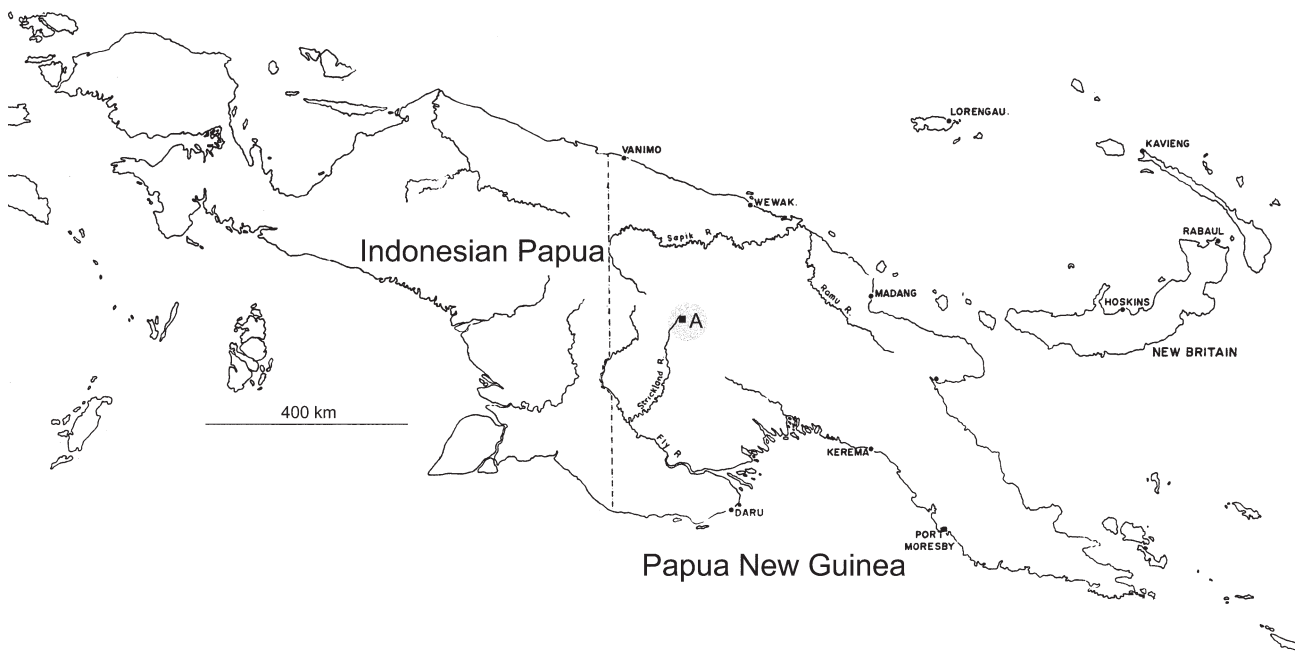 LORENGAU.
KAVIENG
VANIMO
WEWAK.
RABAUL
Indonesian Papua
Sepik R
MADANG
Ramu R.
HOSKINS
A
NEW BRITAIN
Strickland R.
400 km
Fly R
KEREMA
DARU
PORT
MORESBY
Papua New Guinea